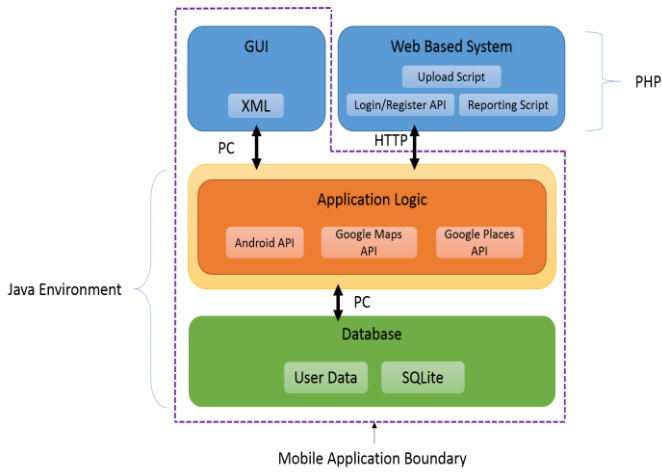 GUI
XML
Web Based System
Upload Script
Login/Register API
Reporting Script
PHP
PC
HTTP
Application Logic
Android API
Google Maps
API
Google Places
API
Java Environment
PC
Database
User Data
SQLite
Mobile Application Boundary